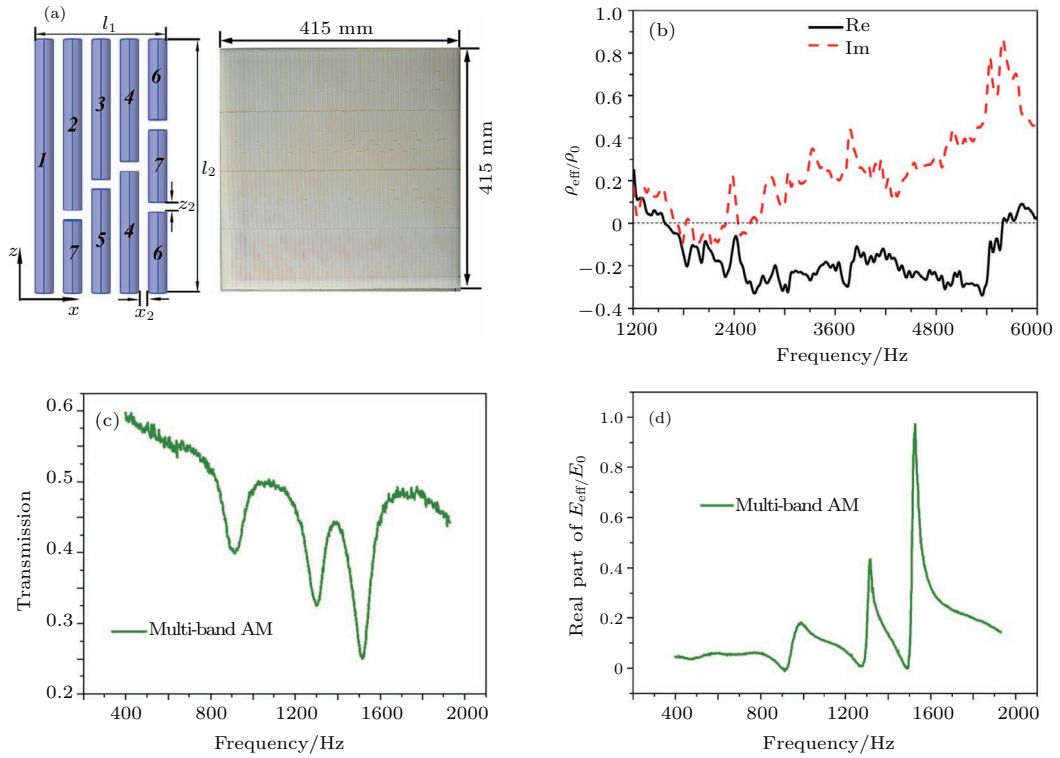 (a)
l₁
1
2
3
4
6
7
5
4
7
6
l₂
z₂
z
x
x₂
415 mm
415 mm
(b)
Re
Im
ρeff/ρ0
1.0
0.8
0.6
0.4
0.2
0
−0.2
−0.4
1200 2400 3600 4800 6000
Frequency/Hz
(c)
Transmission
0.6
0.5
0.4
0.3
0.2
Multi-band AM
400 800 1200 1600 2000
Frequency/Hz
(d)
Real part of Eeff/E0
1.0
0.8
0.6
0.4
0.2
0
Multi-band AM
400 800 1200 1600 2000
Frequency/Hz